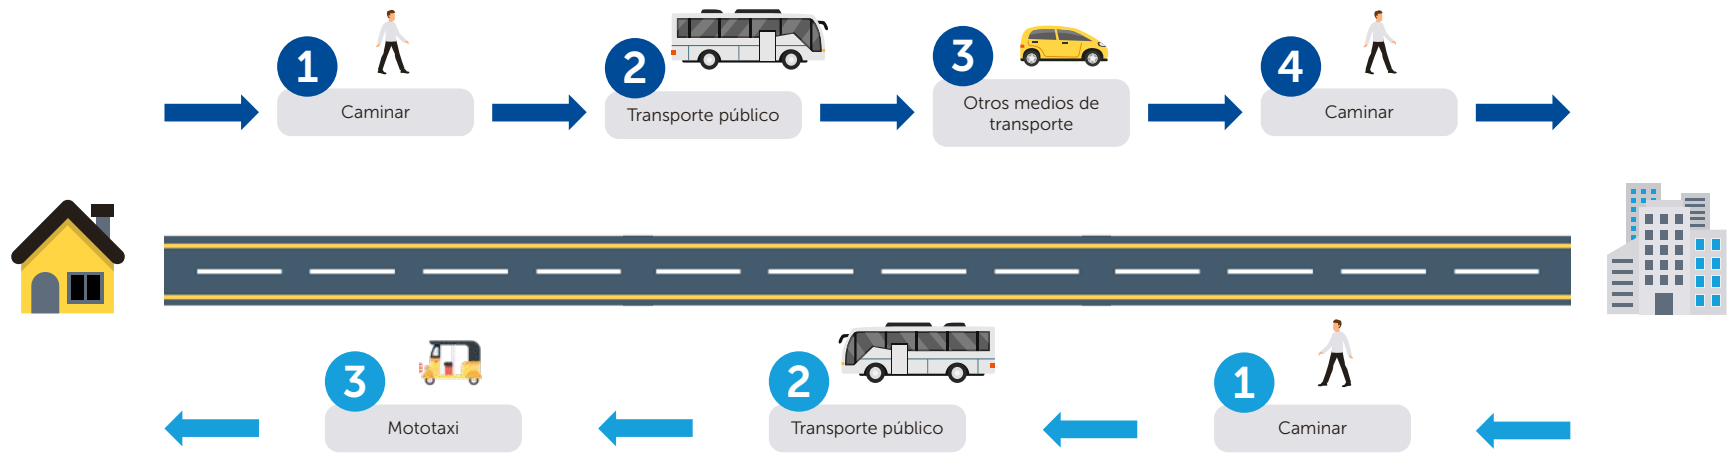 1
Caminar
2
Transporte público
3
Otros medios de
transporte
4
Caminar
3
Mototaxi
2
Transporte público
1
Caminar